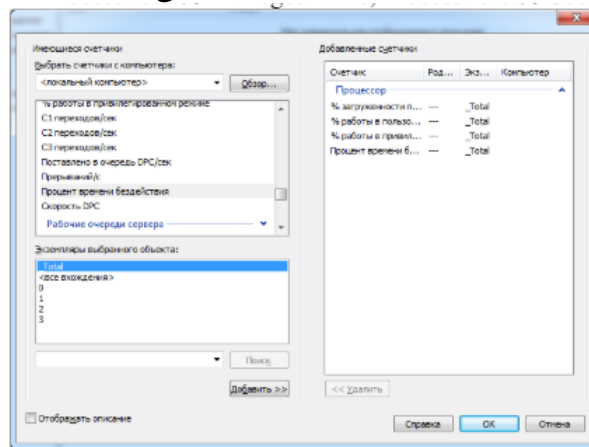 Имеющиеся счетчики
Выбрать счетчики с компьютера:
<локальный компьютер>
Обзор...
% работы в привилегированном режиме
C1 переходов/сек
C2 переходов/сек
C3 переходов/сек
Поставлено в очередь DPC/сек
Прерываний/с
Процент времени бездействия
Скорость DPC
Рабочие очереди сервера
Экземпляры выбранного объекта:
_Total
<все вхождения>
0
1
2
3
Поиск
Добавить >>
Отображать описание
Добавленные счетчики
Счетчик Род... Экз... Компьютер
Процессор
% загруженности п... --- _Total
% работы в пользо... --- _Total
% работы в привил... --- _Total
Процент времени б... --- _Total
<< Удалить
Справка OK Отмена